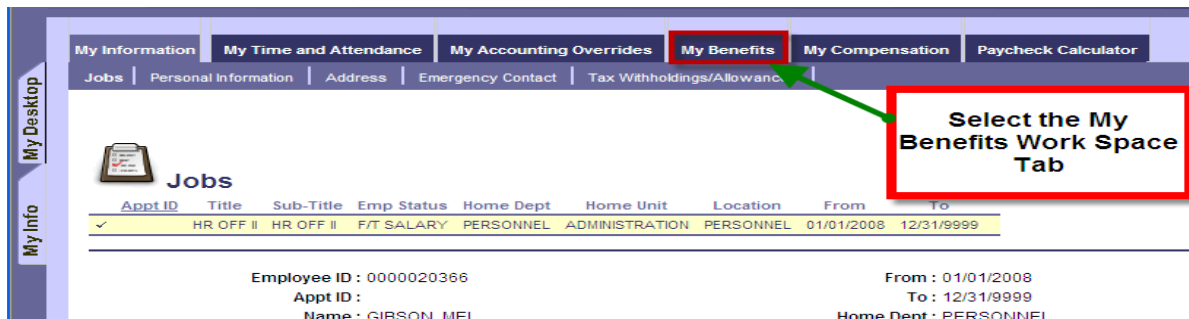 My Information My Time and Attendance My Accounting Overrides My Benefits My Compensation Paycheck Calculator
Jobs Personal Information Address Emergency Contact Tax Withholdings/Allowance
My Desktop
My Info
Select the My
Benefits Work Space
Tab
Jobs
Appt ID Title Sub-Title Emp Status Home Dept Home Unit Location From To
HR OFF II HR OFF II F/T SALARY PERSONNEL ADMINISTRATION PERSONNEL 01/01/2008 12/31/9999
Employee ID : 0000020366 From : 01/01/2008
Appt ID : To : 12/31/9999
Name : GIBSON, MEL Home Dept : PERSONNEL